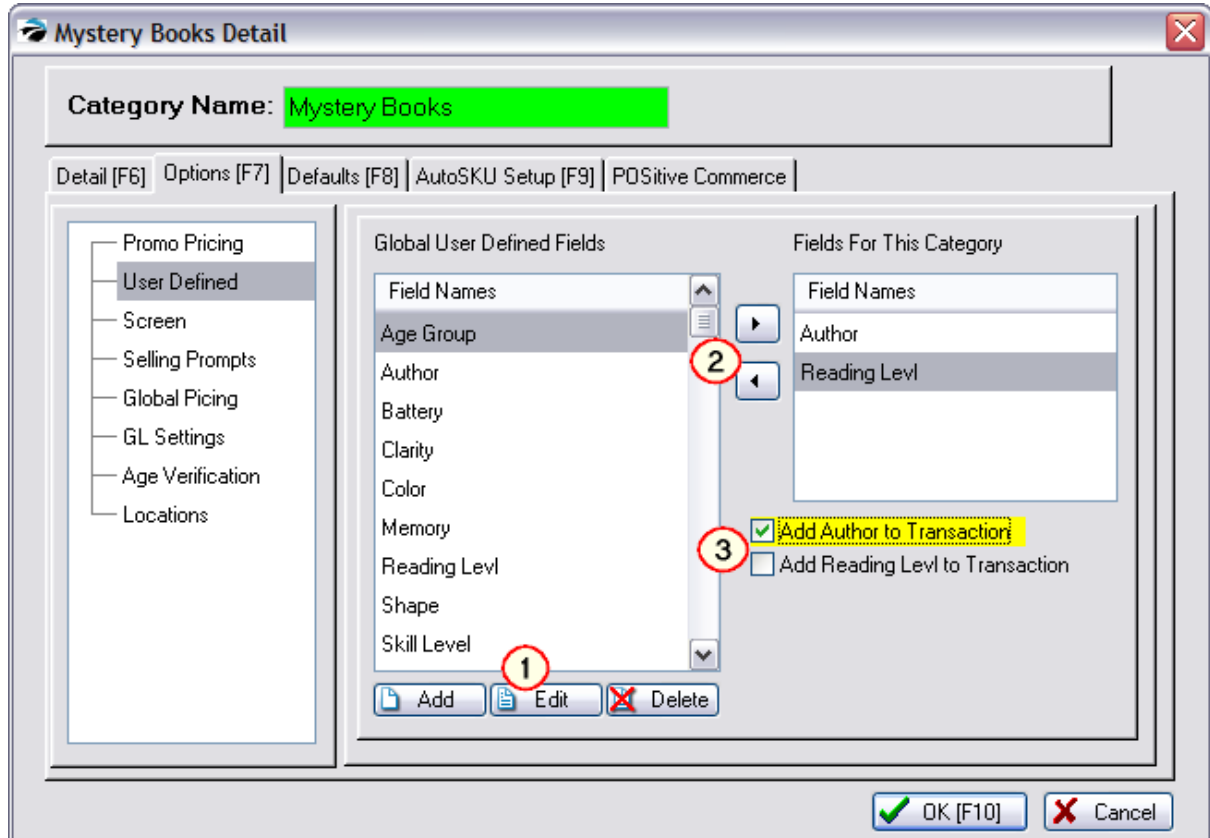 Mystery Books Detail
Category Name: Mystery Books
Detail [F6] Options [F7] Defaults [F8] AutoSKU Setup [F9] POSitive Commerce
Promo Pricing
User Defined
Screen
Selling Prompts
Global Picing
GL Settings
Age Verification
Locations
Global User Defined Fields
Field Names
Age Group
Author
Battery
Clarity
Color
Memory
Reading Levl
Shape
Skill Level
1
Add Edit Delete
2
Fields For This Category
Field Names
Author
Reading Levl
3
Add Author to Transaction
Add Reading Levl to Transaction
OK [F10] Cancel